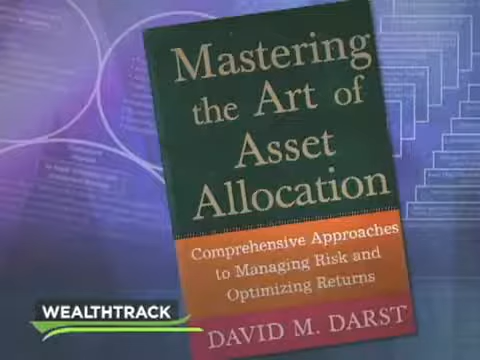 Mastering
the Art of
Asset
Allocation
Comprehensive Approaches
to Managing Risk and
Optimizing Returns
DAVID M. DARST
WEALTHTRACK